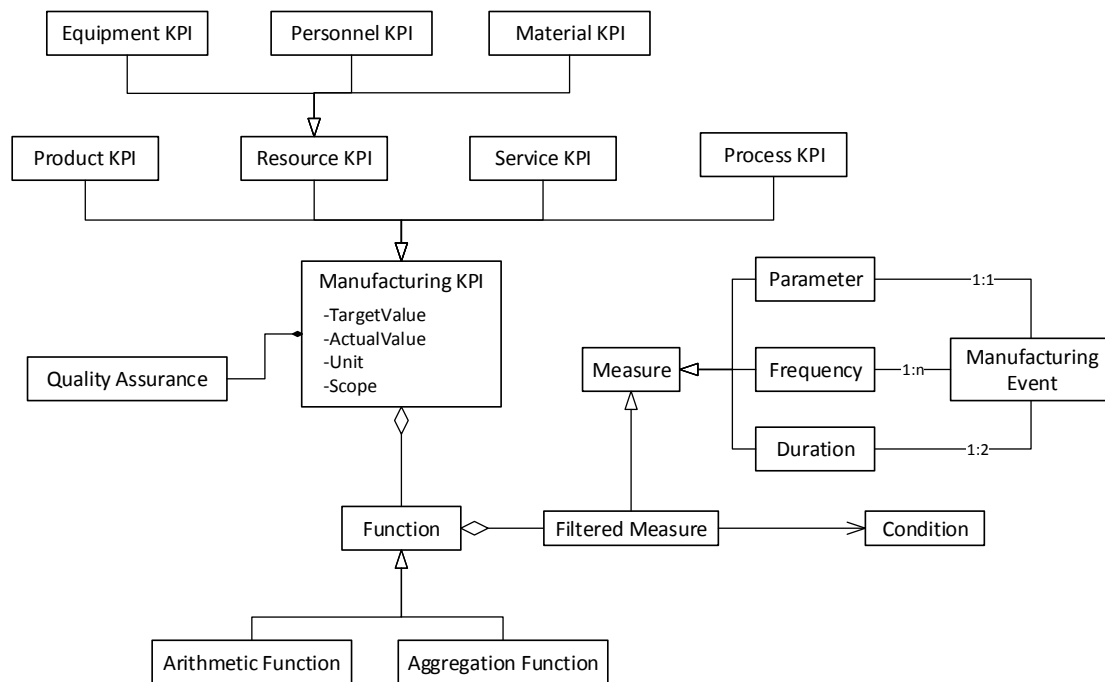 Equipment KPI
Personnel KPI
Material KPI
Product KPI
Resource KPI
Service KPI
Process KPI
Manufacturing KPI
-TargetValue
-ActualValue
-Unit
-Scope
Quality Assurance
Measure
Parameter
1:1
Frequency
1:n
Manufacturing
Event
Duration
1:2
Function
Filtered Measure
Condition
Arithmetic Function
Aggregation Function